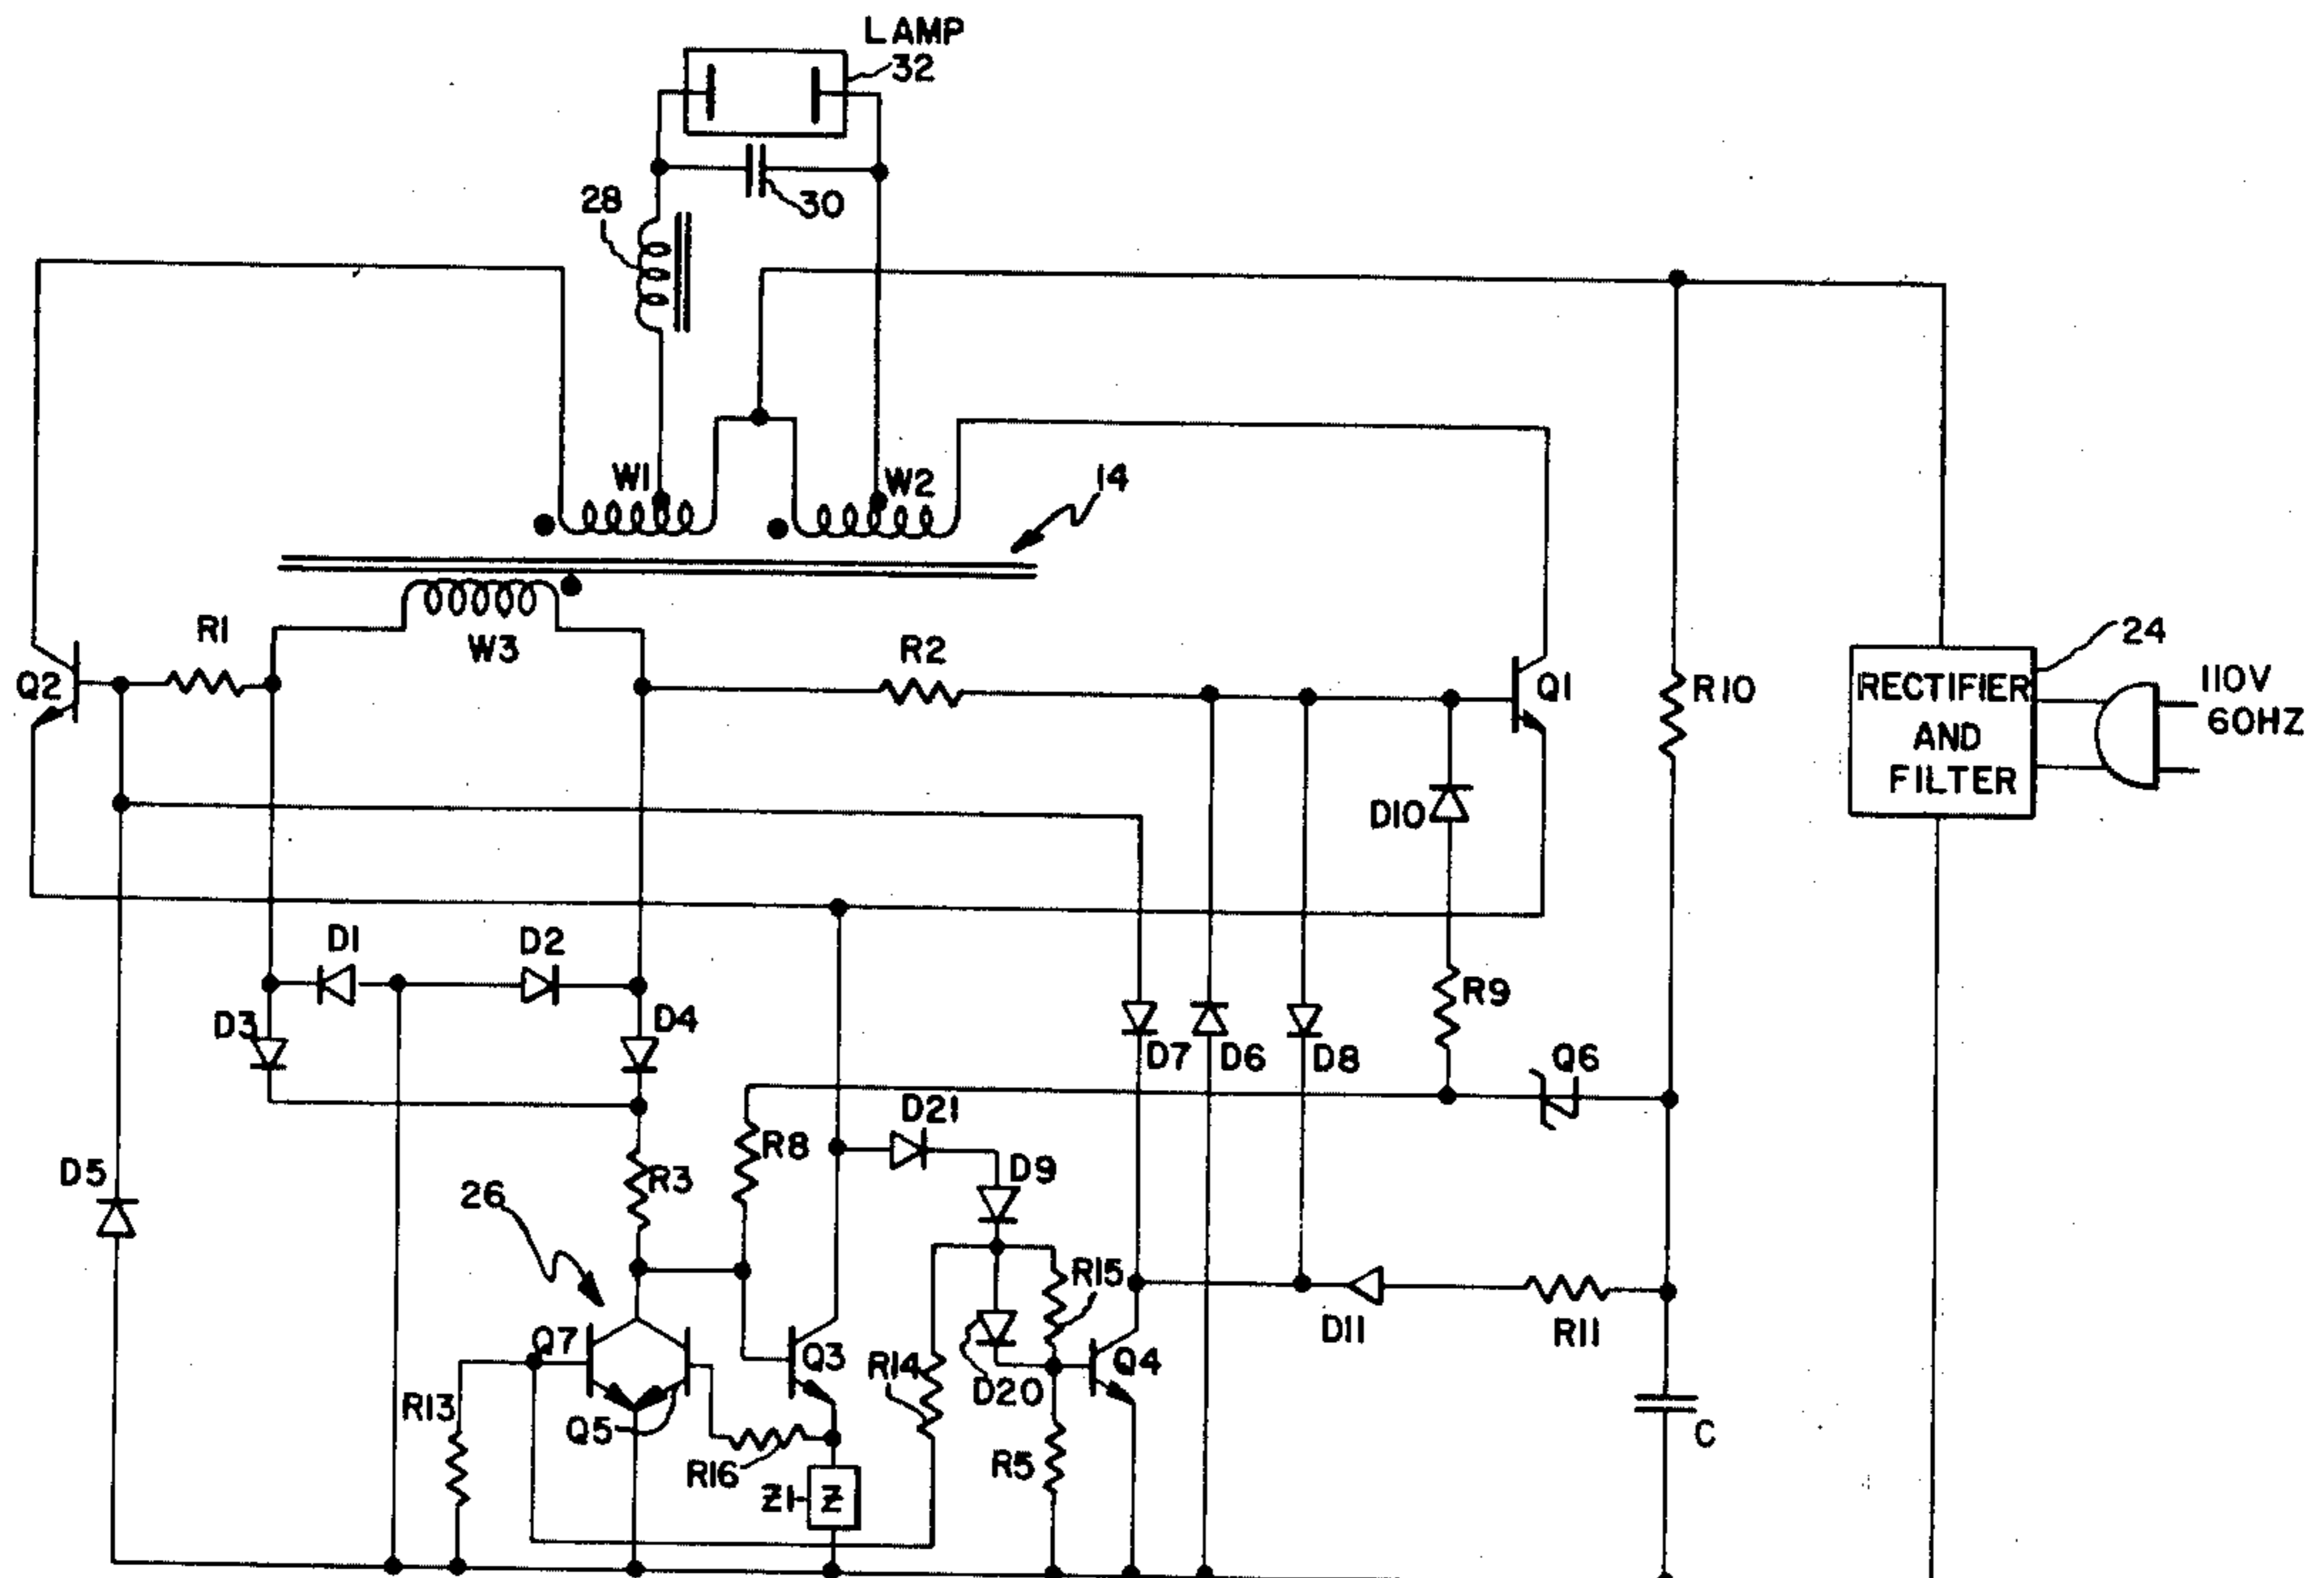 LAMP
32
28
30
W1
W2
14
R1
W3
R2
Q2
Q1
R10
24
RECTIFIER
AND
FILTER
110V
60HZ
D10
D1
D2
R9
D3
D4
D7
D6
D8
Q6
D21
R8
D9
D5
26
R3
R15
D11
R11
Q7
Q3
R14
Q4
D20
R13
Q5
R16
R5
C
Z1
Z